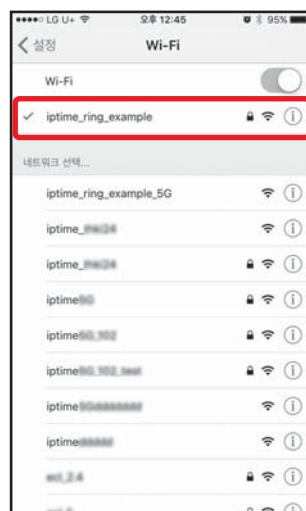 LG U+ 오후 12:45 95%
설정 Wi-Fi
Wi-Fi
iptime_ring_example
네트워크 선택...
iptime_ring_example_5G
iptime_
iptime_
iptime
iptime
iptime
iptime
iptime